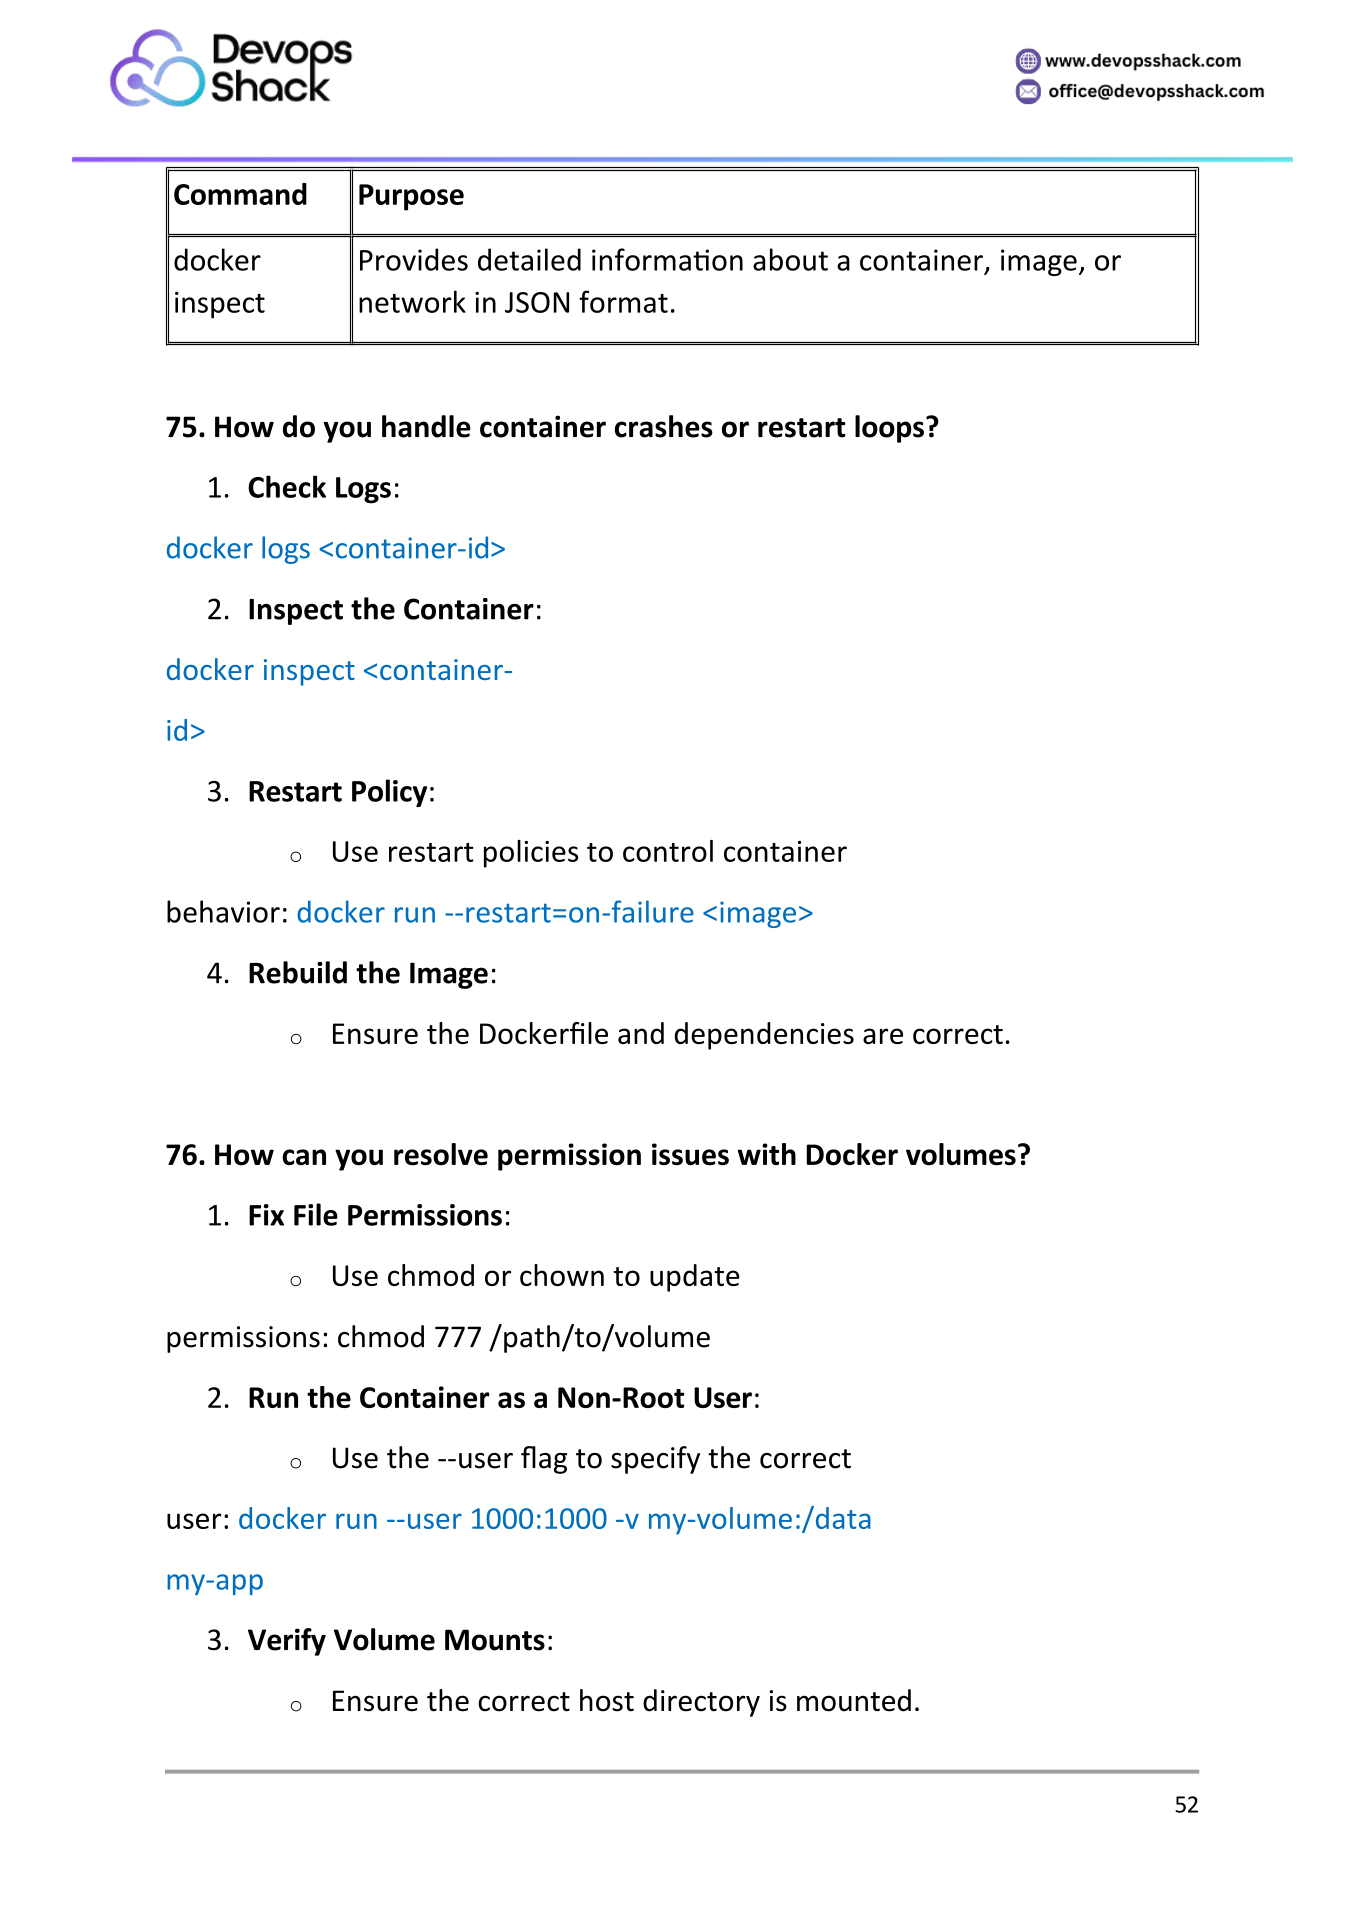 Devops
Shack
www.devopsshack.com
office@devopsshack.com
Command
Purpose
docker
inspect
Provides detailed information about a container, image, or
network in JSON format.
75. How do you handle container crashes or restart loops?
1. Check Logs:
docker logs <container-id>
2. Inspect the Container:
docker inspect <container-
id>
3. Restart Policy:
o Use restart policies to control container
behavior: docker run --restart=on-failure <image>
4. Rebuild the Image:
o Ensure the Dockerfile and dependencies are correct.
76. How can you resolve permission issues with Docker volumes?
1. Fix File Permissions:
o Use chmod or chown to update
permissions: chmod 777 /path/to/volume
2. Run the Container as a Non-Root User:
o Use the --user flag to specify the correct
user: docker run --user 1000:1000 -v my-volume:/data
my-app
3. Verify Volume Mounts:
o Ensure the correct host directory is mounted.
52